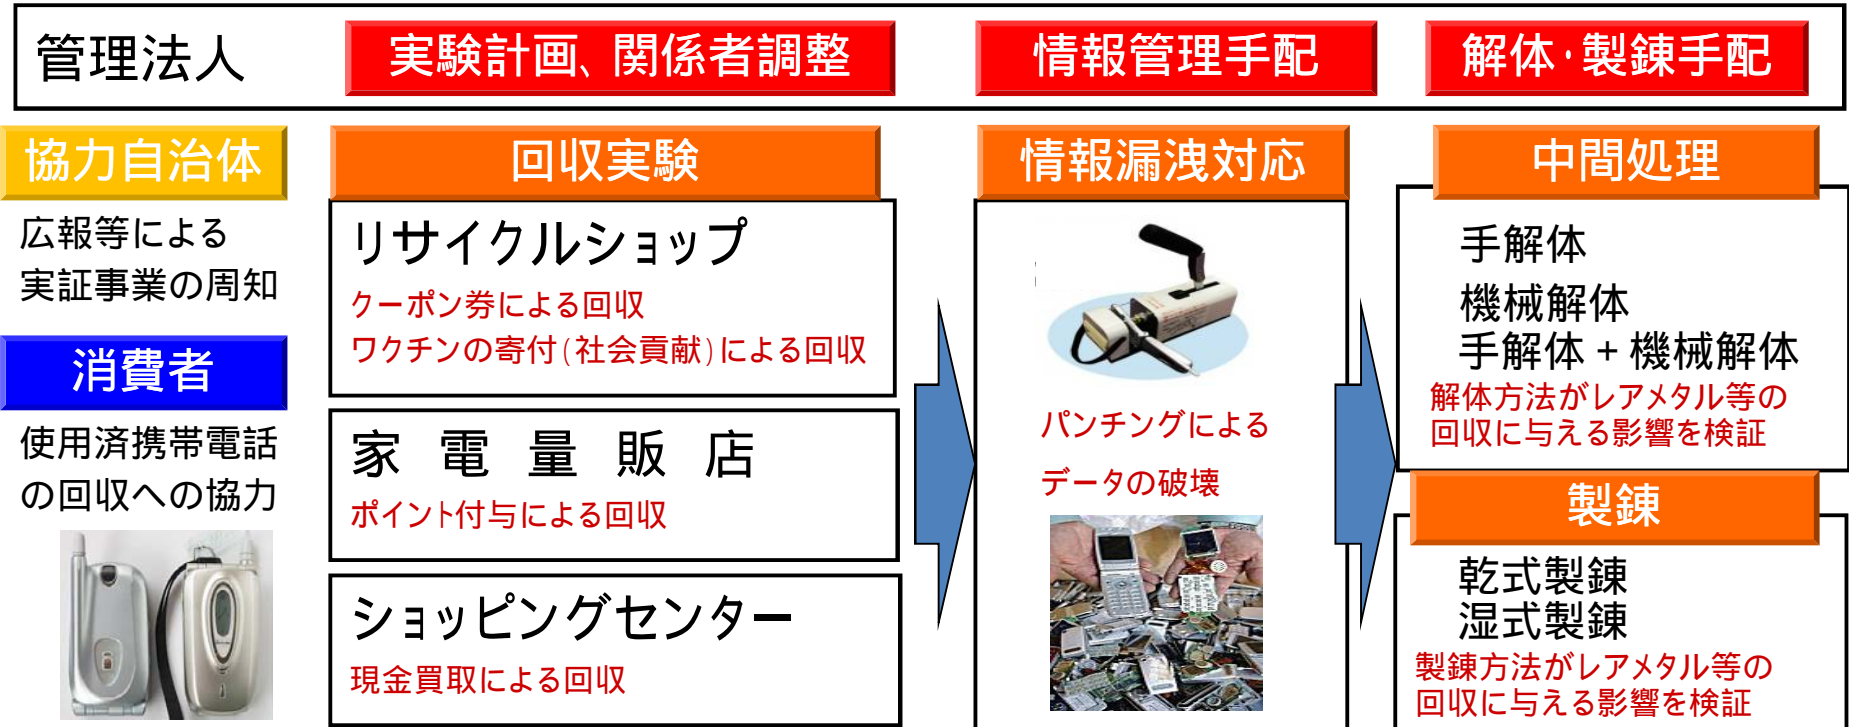 管理法人
実験計画、関係者調整
情報管理手配
解体・製錬手配
協力自治体
広報等による
実証事業の周知
消費者
使用済携帯電話
の回収への協力
回収実験
リサイクルショップ
クーポン券による回収
ワクチンの寄付(社会貢献)による回収
家電量販店
ポイント付与による回収
ショッピングセンター
現金買取による回収
情報漏洩対応
パンチングによる
データの破壊
中間処理
手解体
機械解体
手解体+機械解体
解体方法がレアメタル等の
回収に与える影響を検証
製錬
乾式製錬
湿式製錬
製錬方法がレアメタル等の
回収に与える影響を検証